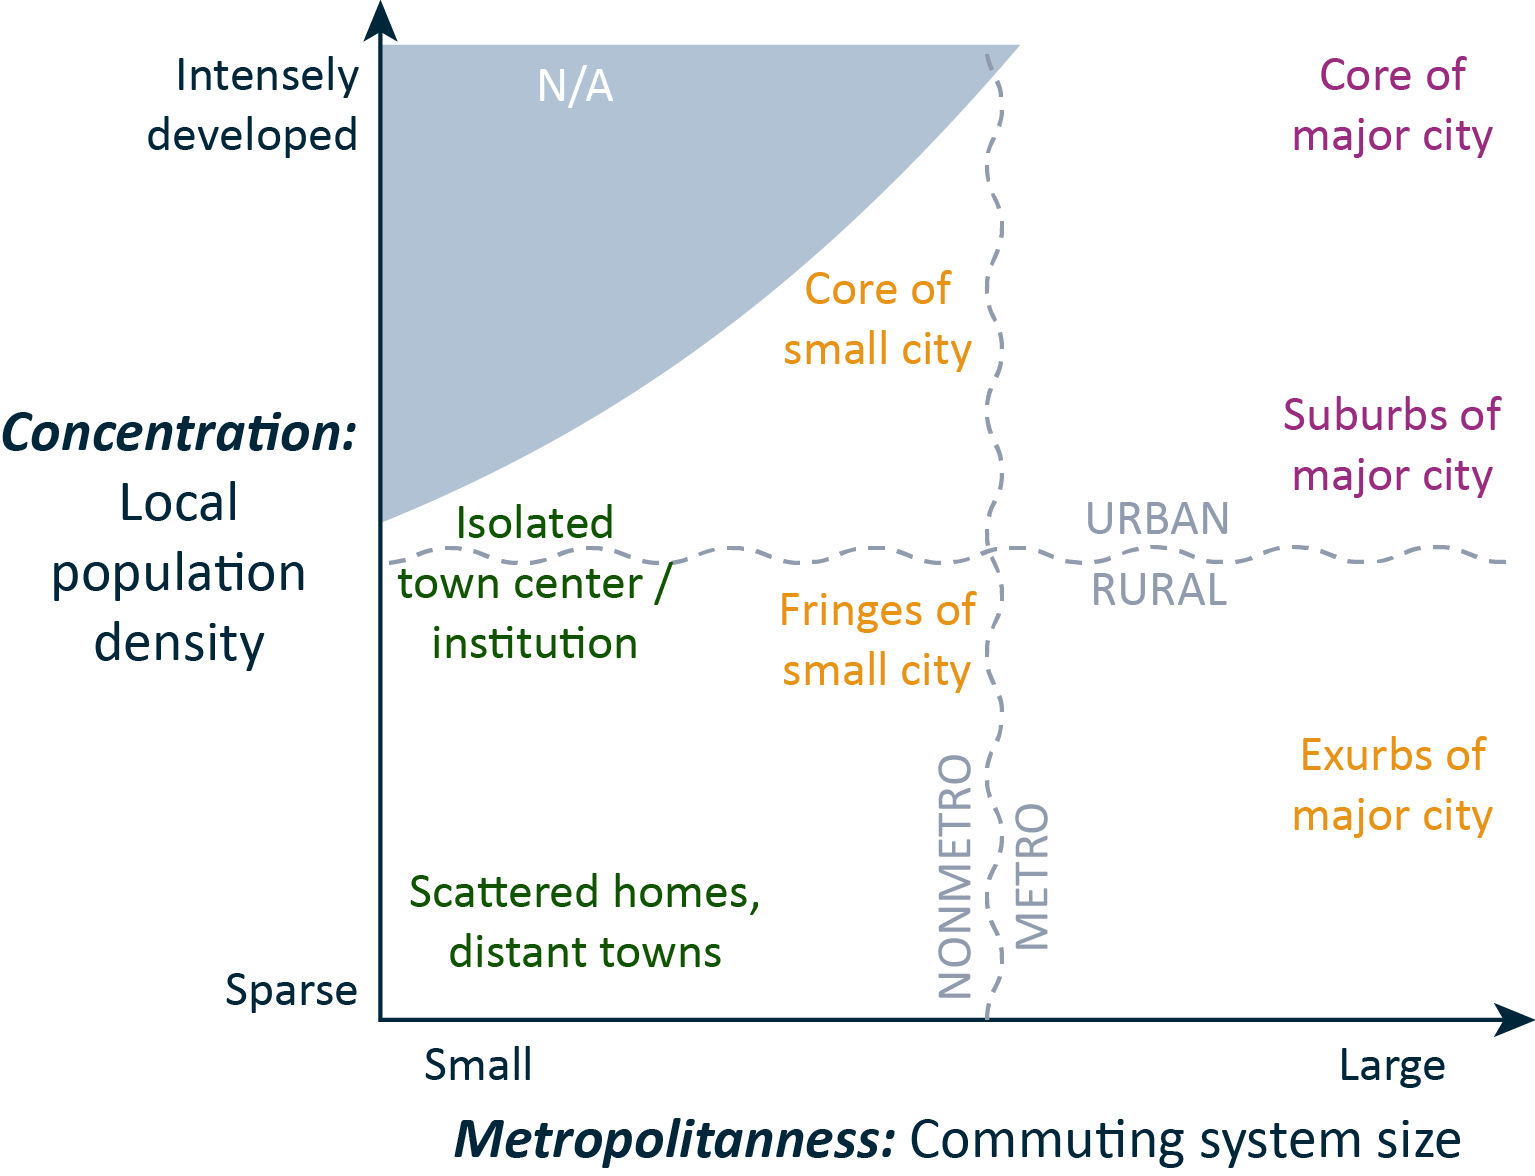 Intensely
developed
N/A
Core of
major city
Core of
small city
Concentration:
Local
population
density
Suburbs of
major city
Isolated
town center /
institution
URBAN
RURAL
Fringes of
small city
NONMETRO
METRO
Exurbs of
major city
Scattered homes,
distant towns
Sparse
Small
Large
Metropolitanness: Commuting system size